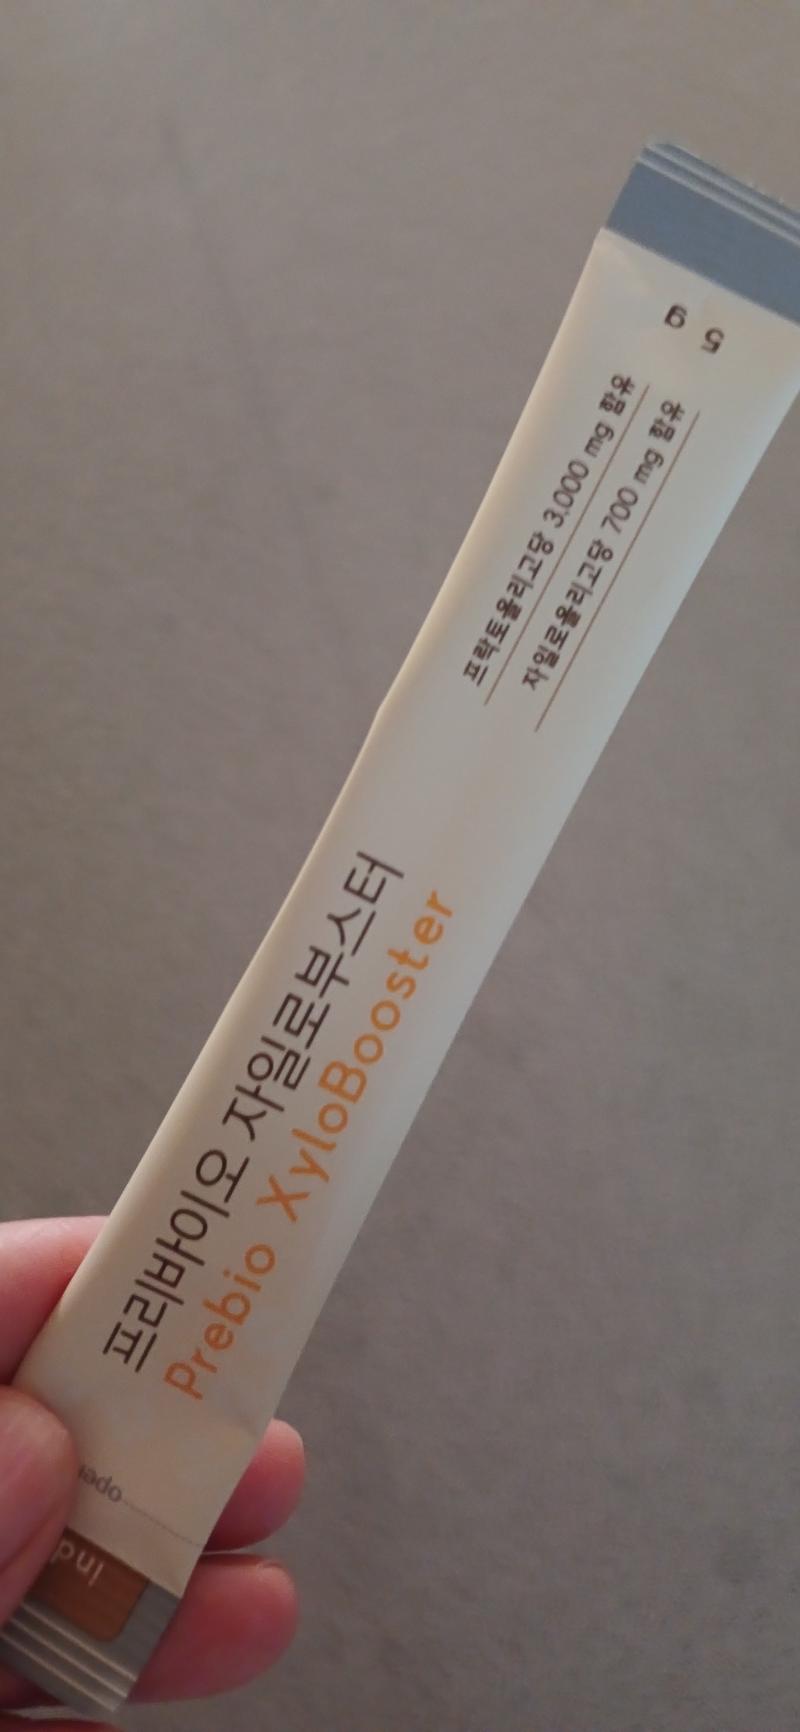 프리바이오 자일로부스터
Prebio XyloBooster
프락토올리고당 3,000 mg 함유
자일로올리고당 700 mg 함유
5 g